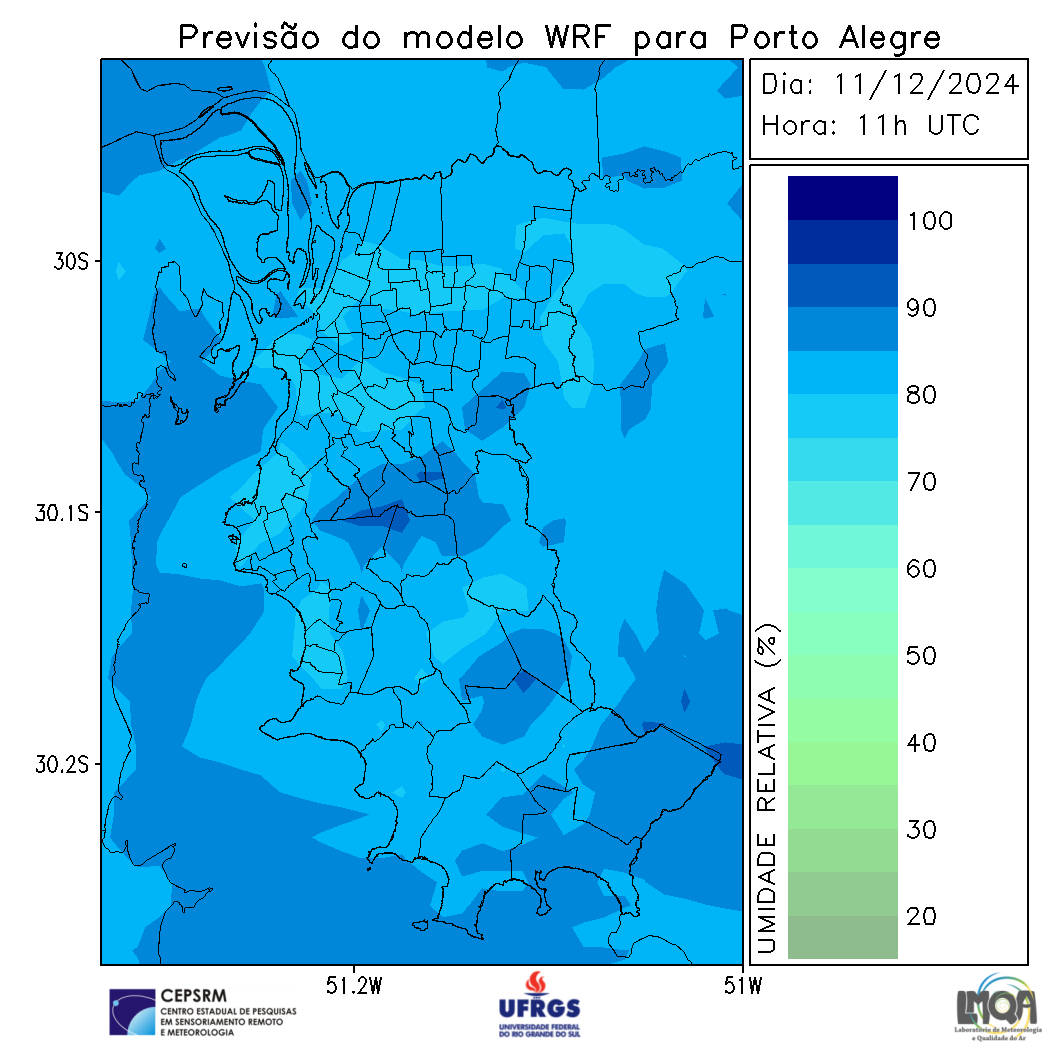 Previsão do modelo WRF para Porto Alegre
Dia: 11/12/2024
Hora: 11h UTC
100
90
80
70
60
50
40
30
20
UMIDADE RELATIVA (%)
30S
30.1S
30.2S
51.2W
51W
CEPSRM
CENTRO ESTADUAL DE PESQUISAS
EM SENSORIAMENTO REMOTO
E METEOROLOGIA
UFRGS
UNIVERSIDADE FEDERAL
DO RIO GRANDE DO SUL
LMQA
Laboratório de Meteorologia
e Qualidade do Ar